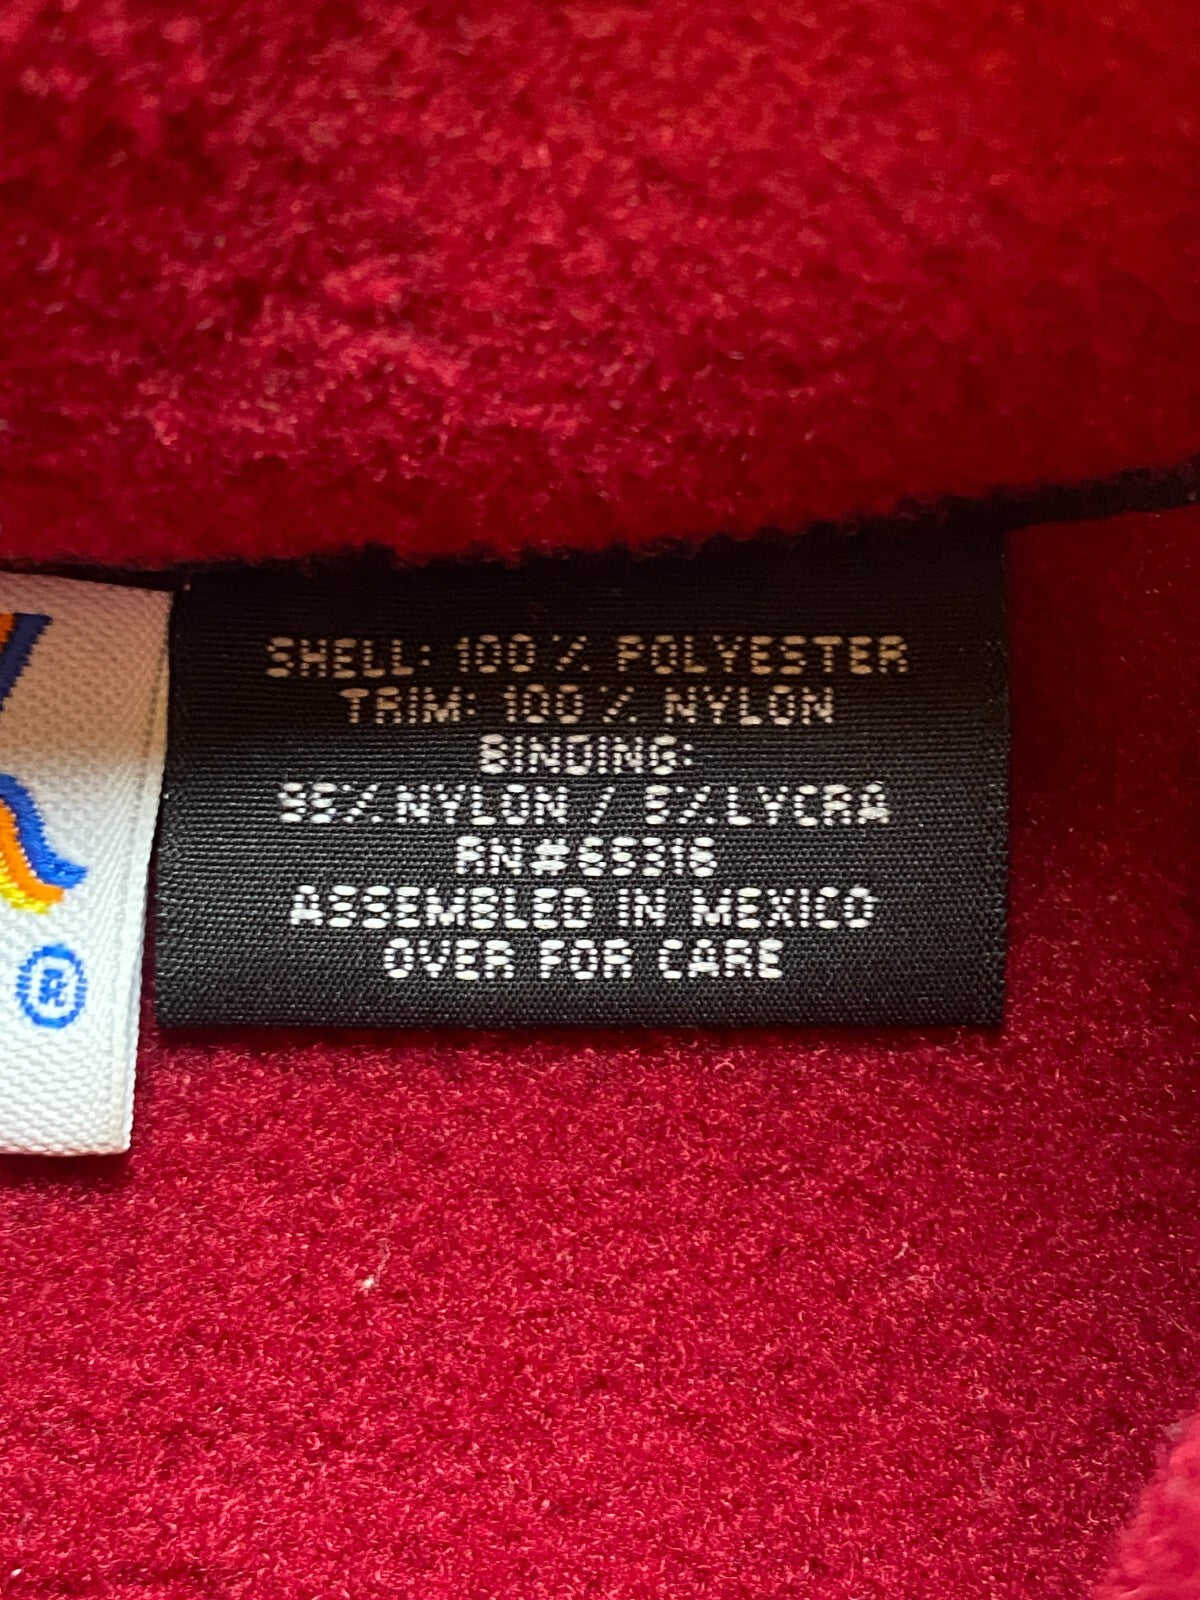 SHELL: 100% POLYESTER
TRIM: 100% NYLON
BINDING:
95% NYLON / 5% LYCRA
RN#65316
ASSEMBLED IN MEXICO
OVER FOR CARE
®